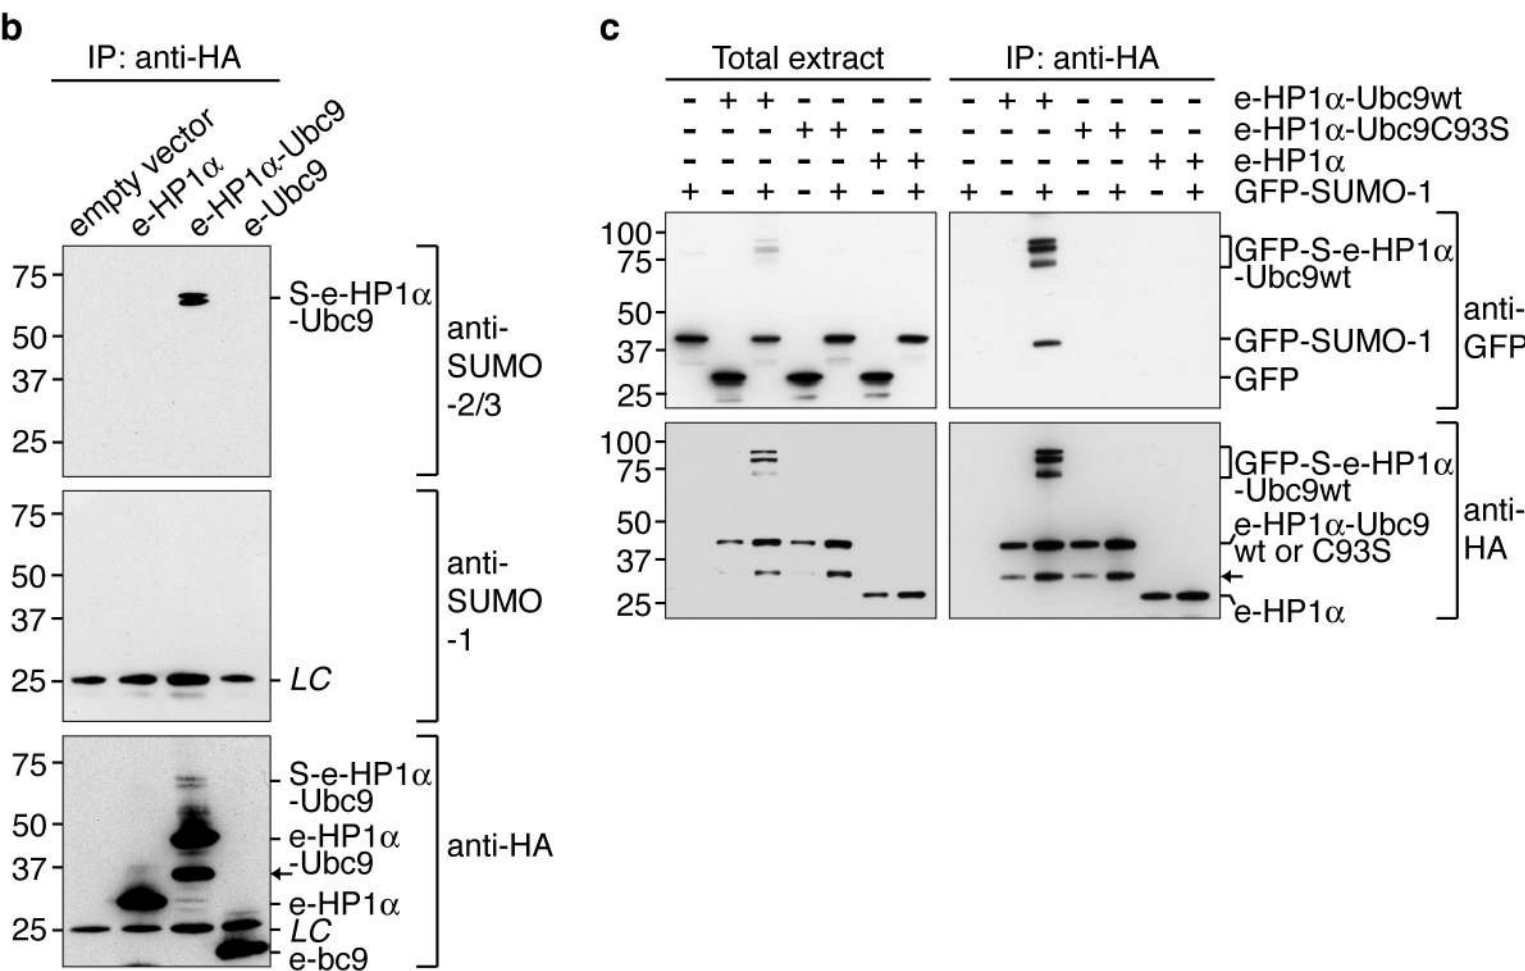 b
IP: anti-HA
empty vector
e-HP1α
e-HP1α-Ubc9
e-Ubc9
75
50
37
25
S-e-HP1α
-Ubc9
anti-
SUMO
-2/3
75
50
37
25
LC
anti-
SUMO
-1
75
50
37
25
S-e-HP1α
-Ubc9
e-HP1α
-Ubc9
e-HP1α
LC
e-bc9
anti-HA
c
Total extract
IP: anti-HA
- + + - - - - - + + - - - - e-HP1α-Ubc9wt
- - - + + - - - - - + + - - e-HP1α-Ubc9C93S
- - - - - + + - - - - - + + e-HP1α
+ - + - + - + + - + - + - + GFP-SUMO-1
100
75
50
37
25
GFP-S-e-HP1α
-Ubc9wt
GFP-SUMO-1
GFP
anti-
GFP
100
75
50
37
25
GFP-S-e-HP1α
-Ubc9wt
e-HP1α-Ubc9
wt or C93S
e-HP1α
anti-
HA